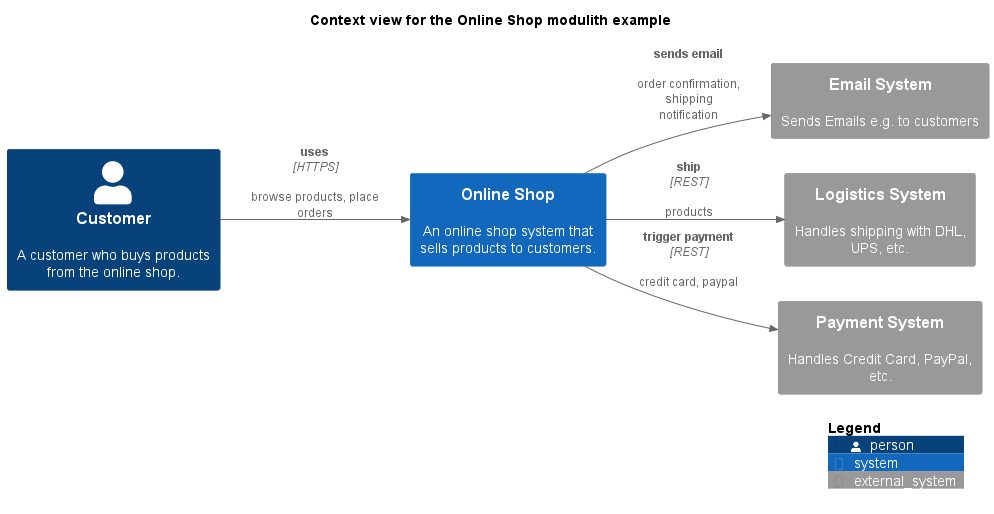 Context view for the Online Shop modulith example
Customer
A customer who buys products
from the online shop.
uses
[HTTPS]
browse products, place
orders
Online Shop
An online shop system that
sells products to customers.
sends email
order confirmation,
shipping
notification
ship
[REST]
products
trigger payment
[REST]
credit card, paypal
Email System
Sends Emails e.g. to customers
Logistics System
Handles shipping with DHL,
UPS, etc.
Payment System
Handles Credit Card, PayPal,
etc.
Legend
person
system
external_system